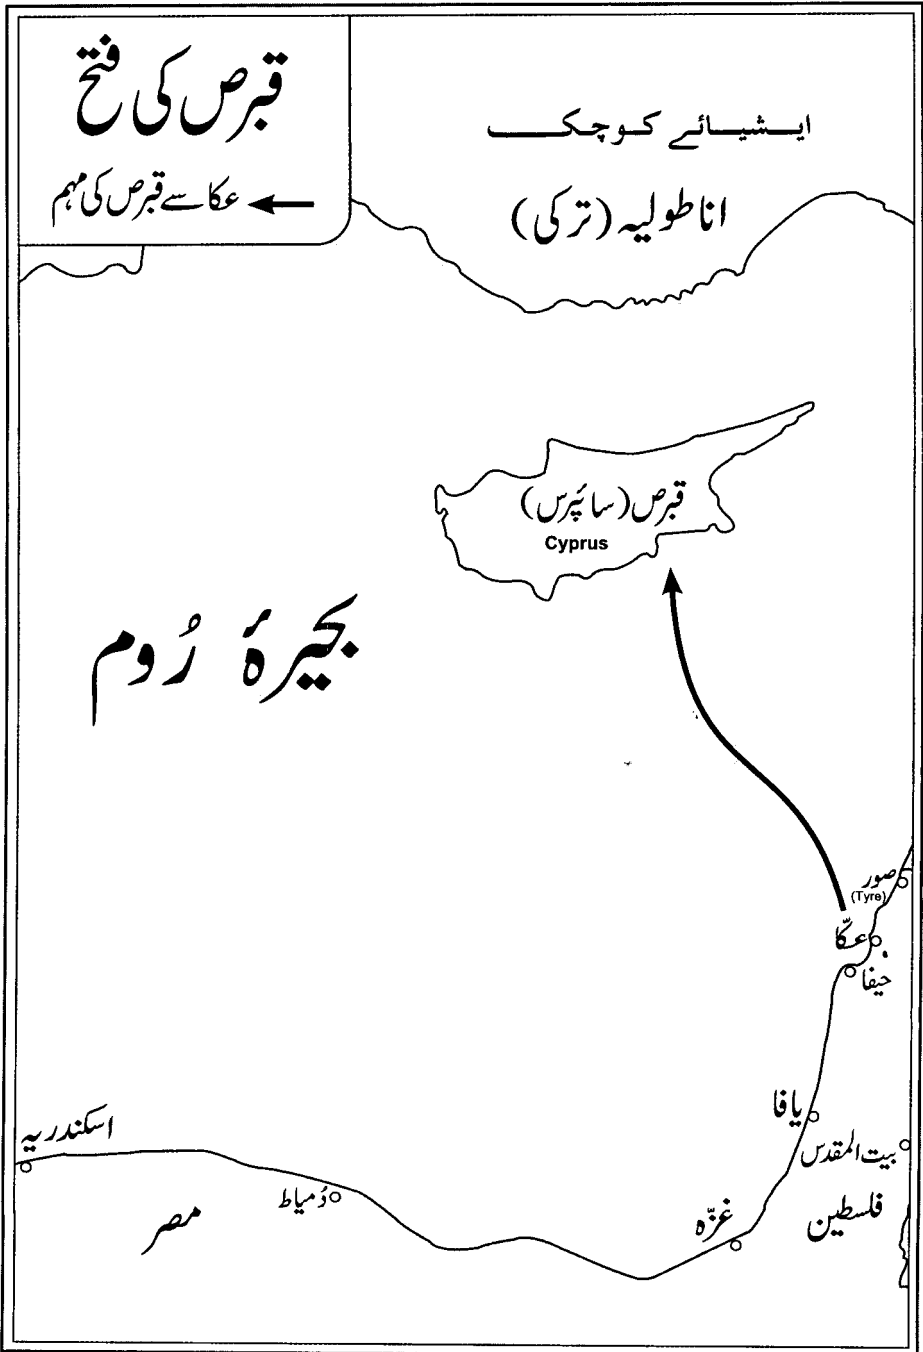 قبرص کی فتح
عکا سے قبرص کی مہم
ایشیائے کوچک
اناطولیہ (ترکی)
قبرص (سائپرس)
Cyprus
بحیرۂ رُوم
صور
(Tyre)
عکّا
حیفا
یافا
اسکندریہ
بیت المقدس
دُمیاط
فلسطین
غزّہ
مصر